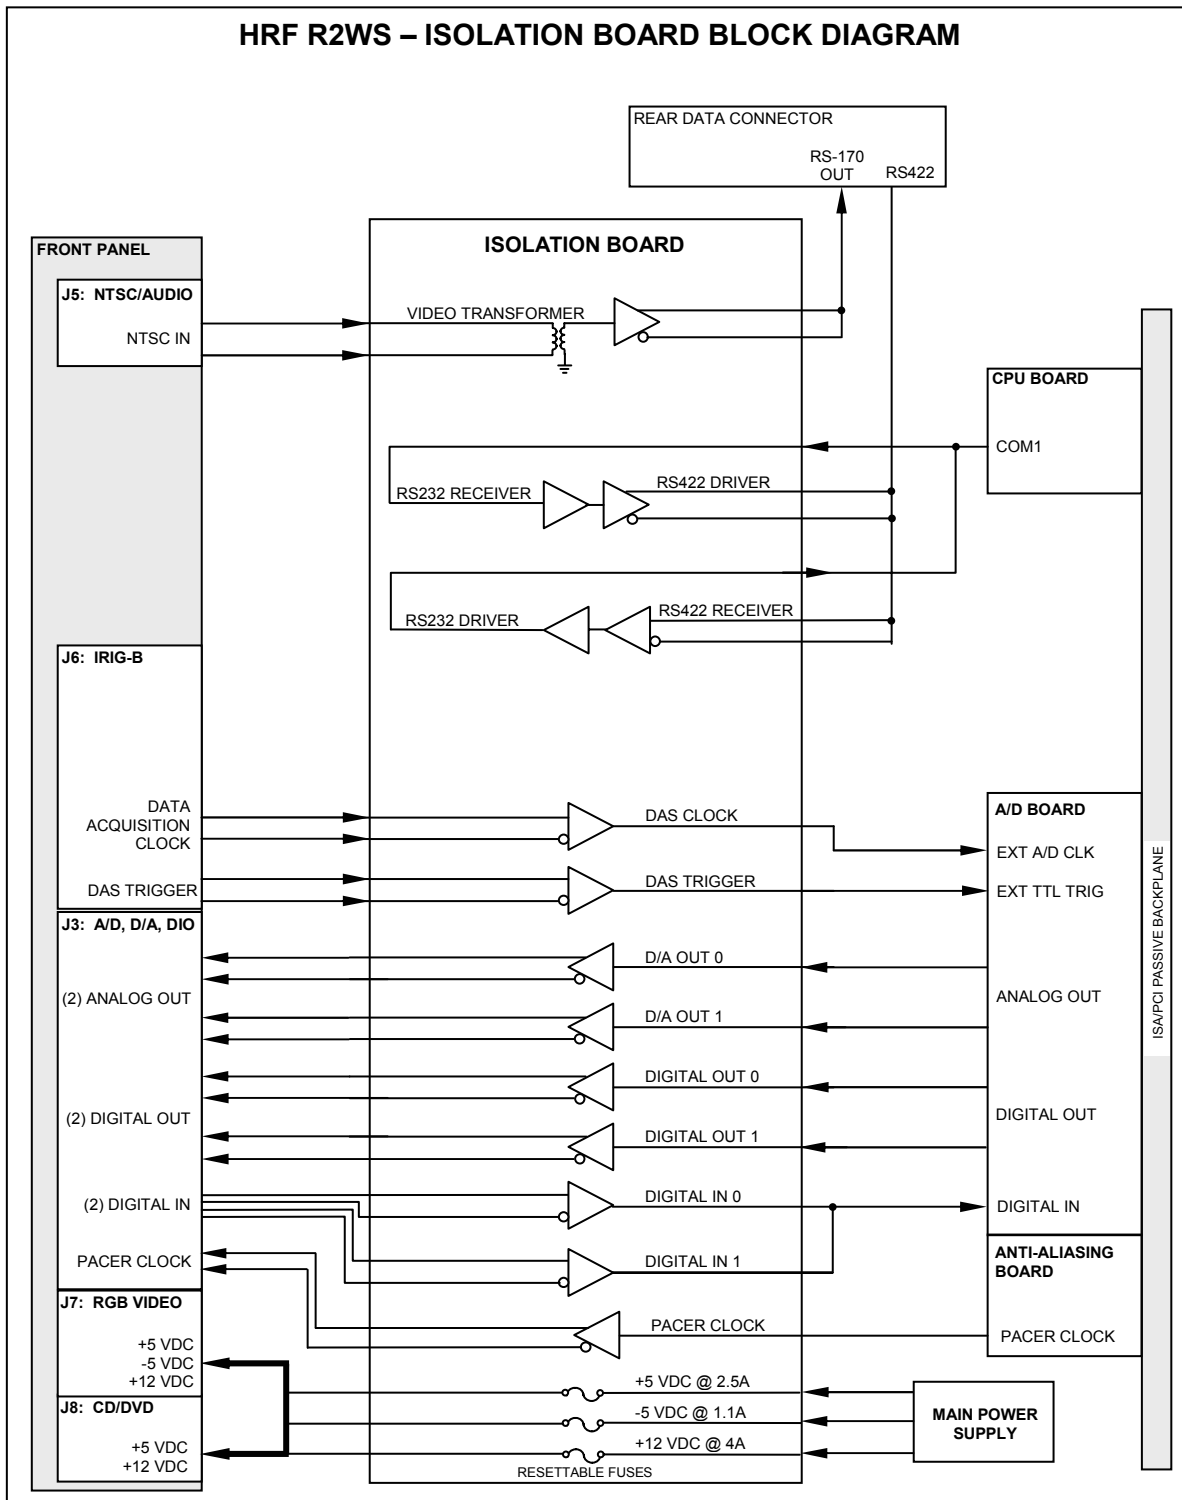 HRF R2WS – ISOLATION BOARD BLOCK DIAGRAM
REAR DATA CONNECTOR
RS-170
OUT
RS422
FRONT PANEL
ISOLATION BOARD
J5: NTSC/AUDIO
NTSC IN
VIDEO TRANSFORMER
CPU BOARD
COM1
RS232 RECEIVER
RS422 DRIVER
RS232 DRIVER
RS422 RECEIVER
J6: IRIG-B
DATA
ACQUISITION
CLOCK
DAS TRIGGER
DAS CLOCK
DAS TRIGGER
A/D BOARD
EXT A/D CLK
EXT TTL TRIG
ANALOG OUT
DIGITAL OUT
DIGITAL IN
ISA/PCI PASSIVE BACKPLANE
J3: A/D, D/A, DIO
(2) ANALOG OUT
(2) DIGITAL OUT
(2) DIGITAL IN
PACER CLOCK
D/A OUT 0
D/A OUT 1
DIGITAL OUT 0
DIGITAL OUT 1
DIGITAL IN 0
DIGITAL IN 1
PACER CLOCK
ANTI-ALIASING
BOARD
PACER CLOCK
J7: RGB VIDEO
+5 VDC
-5 VDC
+12 VDC
J8: CD/DVD
+5 VDC
+12 VDC
+5 VDC @ 2.5A
-5 VDC @ 1.1A
+12 VDC @ 4A
RESETTABLE FUSES
MAIN POWER
SUPPLY